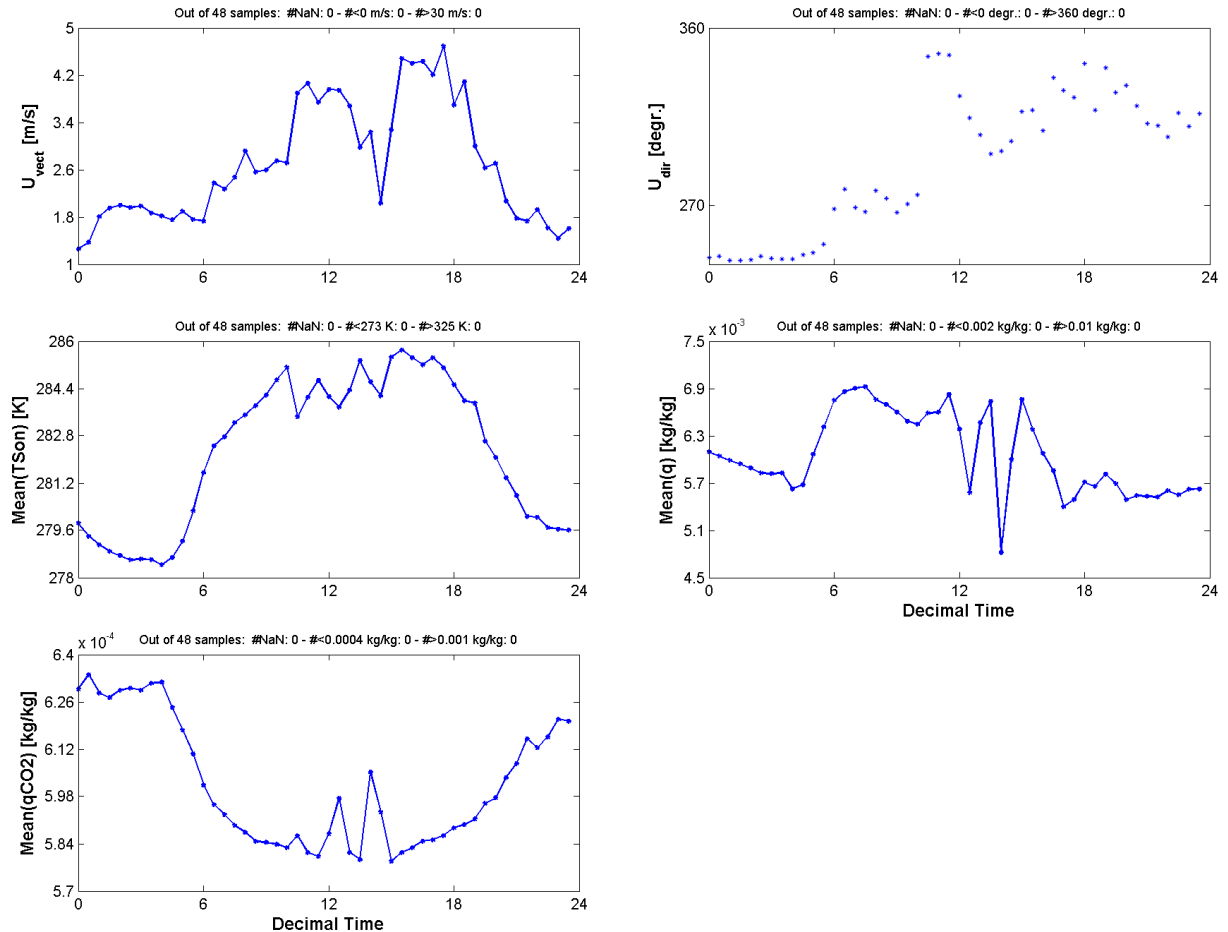 Out of 48 samples:  #NaN: 0 - #<0 m/s: 0 - #>30 m/s: 0
5
4.2
3.4
2.6
1.8
1
U_vect [m/s]
0 6 12 18 24
Out of 48 samples:  #NaN: 0 - #<0 degr.: 0 - #>360 degr.: 0
360
270
U_dir [degr.]
0 6 12 18 24
Out of 48 samples:  #NaN: 0 - #<273 K: 0 - #>325 K: 0
286
284.4
282.8
281.2
279.6
278
Mean(TSon) [K]
0 6 12 18 24
Out of 48 samples:  #NaN: 0 - #<0.002 kg/kg: 0 - #>0.01 kg/kg: 0
x 10^-3
7.5
6.9
6.3
5.7
5.1
4.5
Mean(q) [kg/kg]
0 6 12 18 24
Decimal Time
Out of 48 samples:  #NaN: 0 - #<0.0004 kg/kg: 0 - #>0.001 kg/kg: 0
x 10^-4
6.4
6.26
6.12
5.98
5.84
5.7
Mean(qCO2) [kg/kg]
0 6 12 18 24
Decimal Time